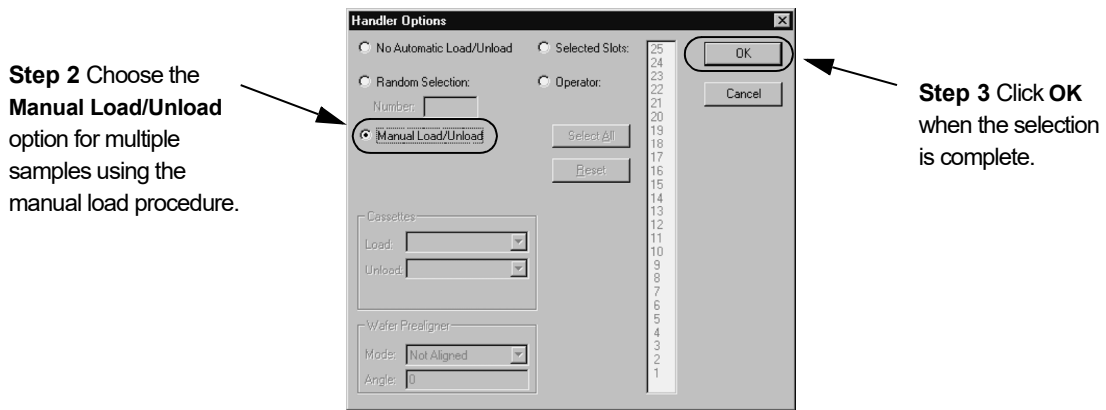 Handler Options
Step 2 Choose the
Manual Load/Unload
option for multiple
samples using the
manual load procedure.
No Automatic Load/Unload
Random Selection:
Number:
Manual Load/Unload
Selected Slots:
Operator:
Select All
Reset
Cassettes
Load:
Unload:
Wafer Prealigner
Mode: Not Aligned
Angle: 0
25
24
23
22
21
20
19
18
17
16
15
14
13
12
11
10
9
8
7
6
5
4
3
2
1
OK
Cancel
Step 3 Click OK
when the selection
is complete.